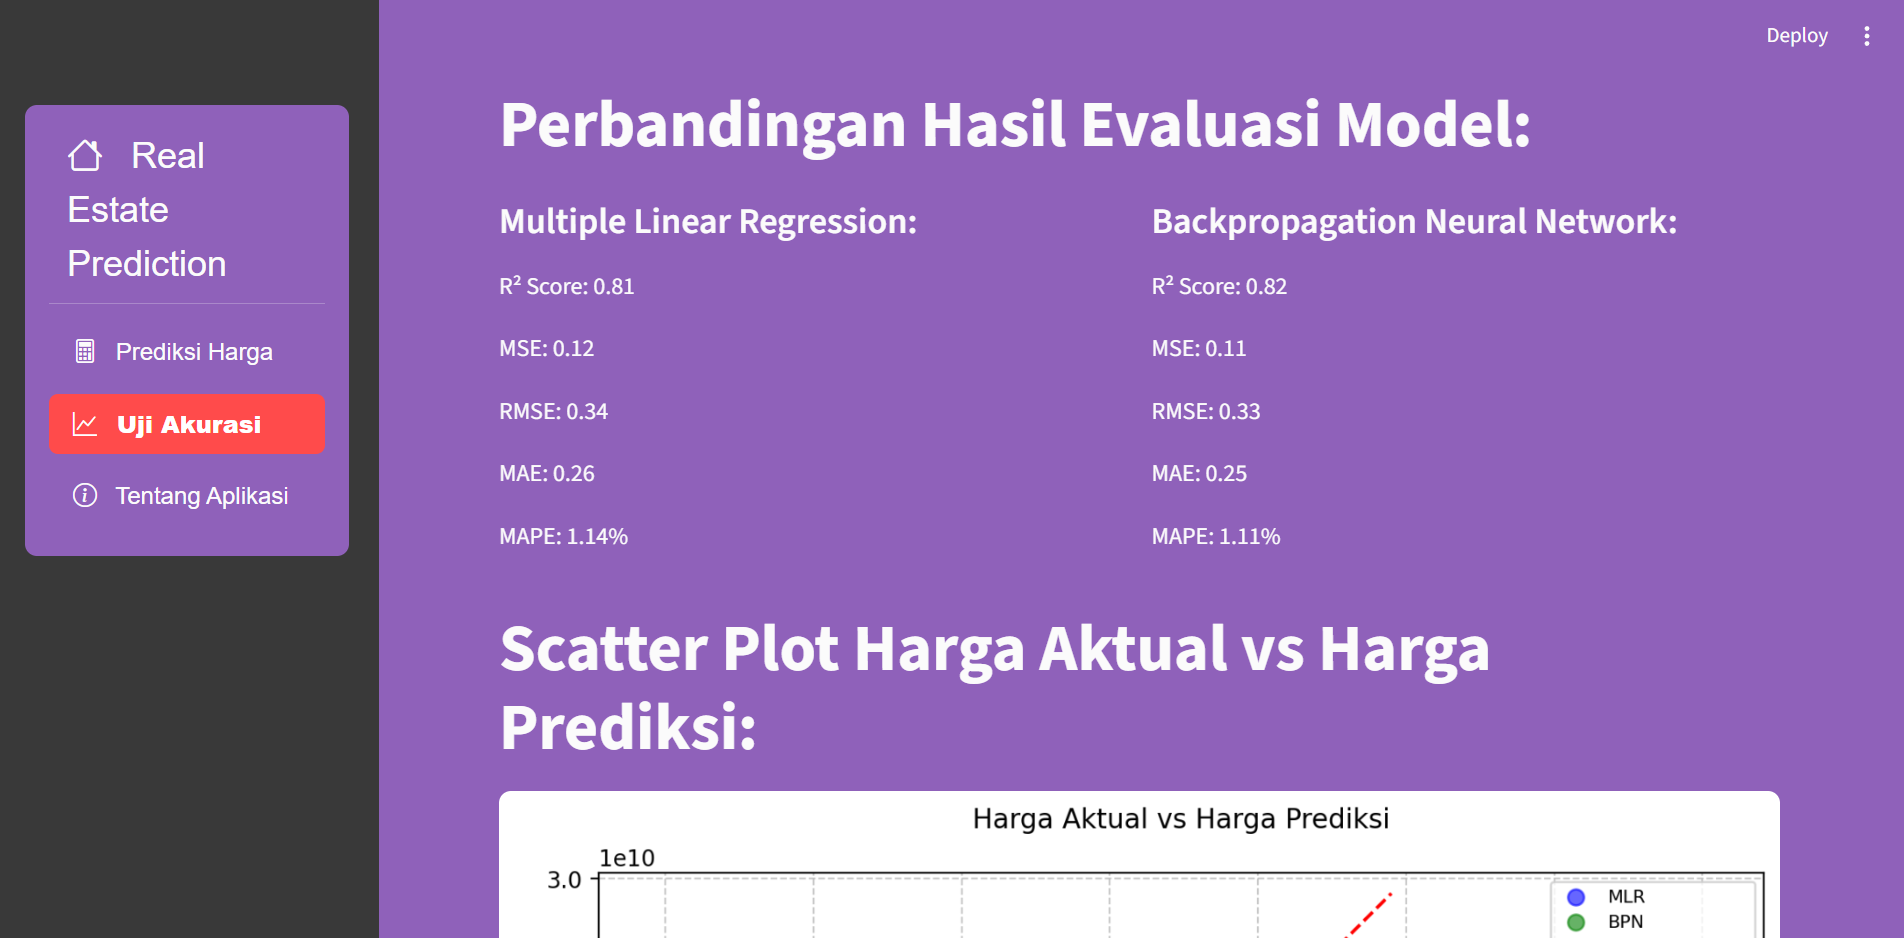 Deploy
Real
Estate
Prediction
Prediksi Harga
Uji Akurasi
Tentang Aplikasi
Perbandingan Hasil Evaluasi Model:
Multiple Linear Regression:
R² Score: 0.81
MSE: 0.12
RMSE: 0.34
MAE: 0.26
MAPE: 1.14%
Backpropagation Neural Network:
R² Score: 0.82
MSE: 0.11
RMSE: 0.33
MAE: 0.25
MAPE: 1.11%
Scatter Plot Harga Aktual vs Harga
Prediksi:
Harga Aktual vs Harga Prediksi
1e10
3.0
MLR
BPN